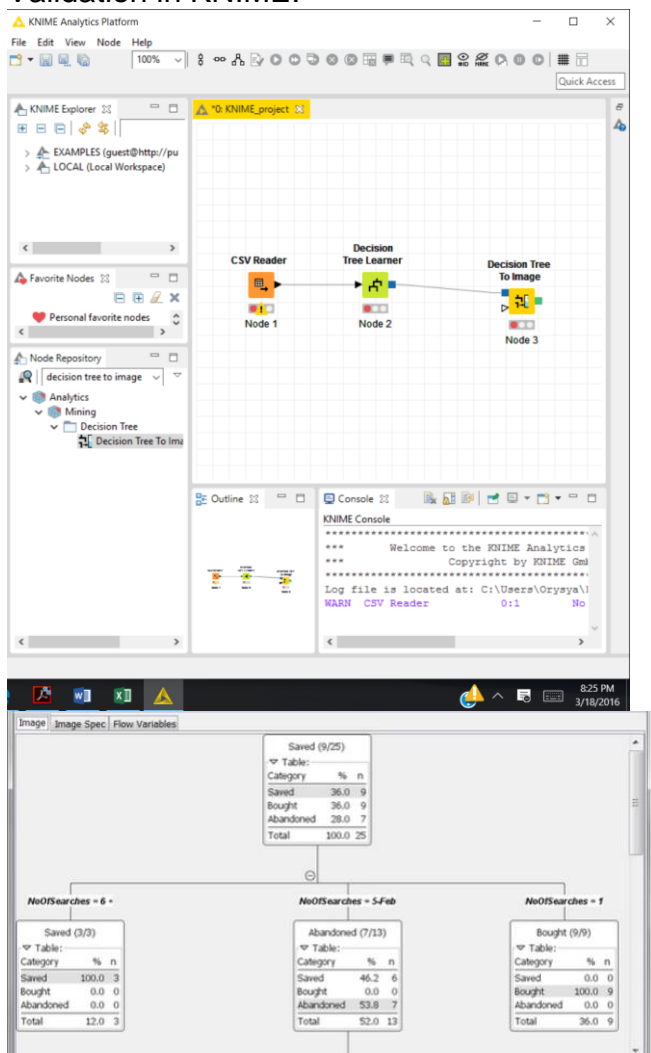 Validation in KNIME.
KNIME Analytics Platform
File Edit View Node Help
100%
Quick Access
KNIME Explorer
EXAMPLES (guest@http://pu
LOCAL (Local Workspace)
*0: KNIME_project
CSV Reader
Node 1
Decision
Tree Learner
Node 2
Decision Tree
To Image
Node 3
Favorite Nodes
Personal favorite nodes
Node Repository
decision tree to image
Analytics
Mining
Decision Tree
Decision Tree To Ima
Outline
Console
KNIME Console
*** Welcome to the KNIME Analytics
*** Copyright by KNIME Gm
Log file is located at: C:\Users\Orysya\
WARN CSV Reader 0:1 No
8:25 PM
3/18/2016
Image Image Spec Flow Variables
Saved (9/25)
Table:
Category % n
Saved 36.0 9
Bought 36.0 9
Abandoned 28.0 7
Total 100.0 25
NoOfSearches = 6 +
Saved (3/3)
Table:
Category % n
Saved 100.0 3
Bought 0.0 0
Abandoned 0.0 0
Total 12.0 3
NoOfSearches = 5-Feb
Abandoned (7/13)
Table:
Category % n
Saved 46.2 6
Bought 0.0 0
Abandoned 53.8 7
Total 52.0 13
NoOfSearches = 1
Bought (9/9)
Table:
Category % n
Saved 0.0 0
Bought 100.0 9
Abandoned 0.0 0
Total 36.0 9